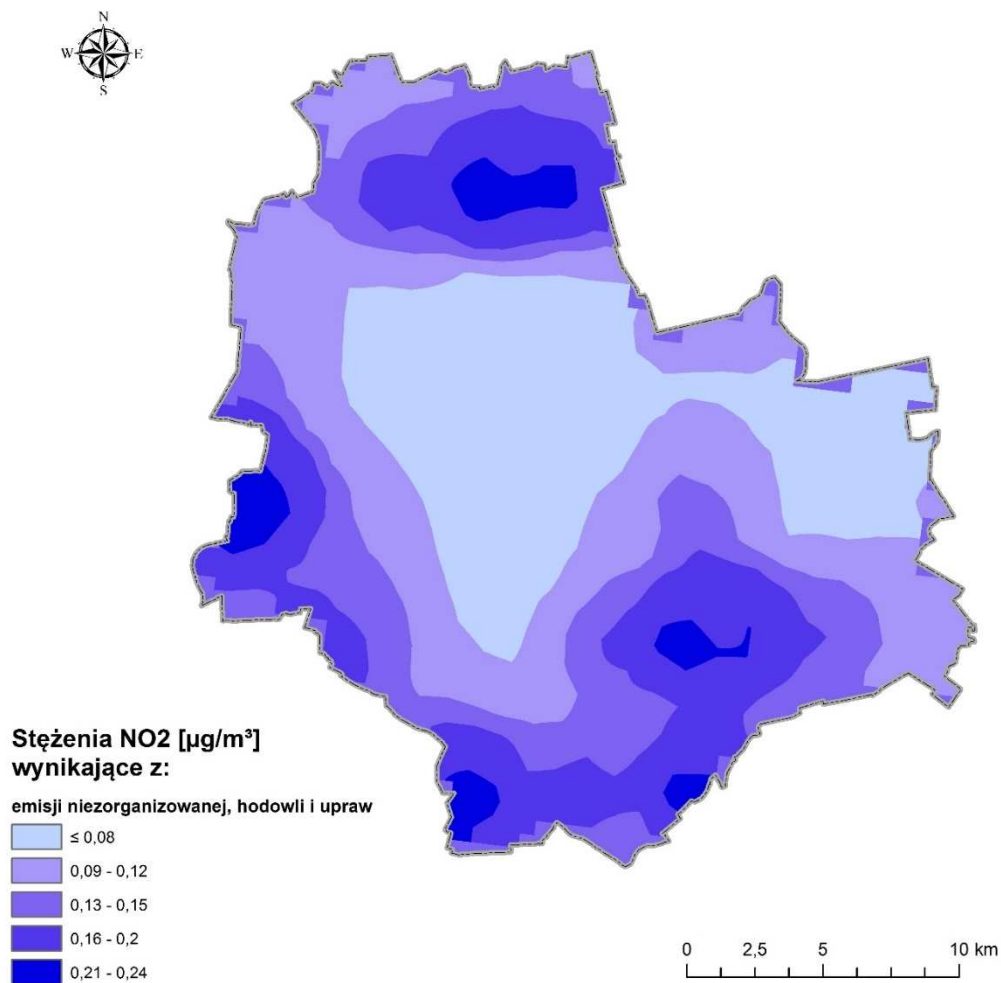 N
W E
S
Stężenia NO2 [µg/m³]
wynikające z:
emisji niezorganizowanej, hodowli i upraw
≤ 0,08
0,09 - 0,12
0,13 - 0,15
0,16 - 0,2
0,21 - 0,24
0 2,5 5 10 km